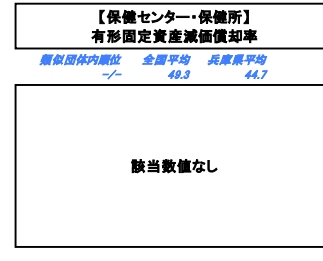 【保健センター・保健所】
有形固定資産減価償却率
類似団体内順位 全国平均 兵庫県平均
-/- 49.3 44.7
該当数値なし